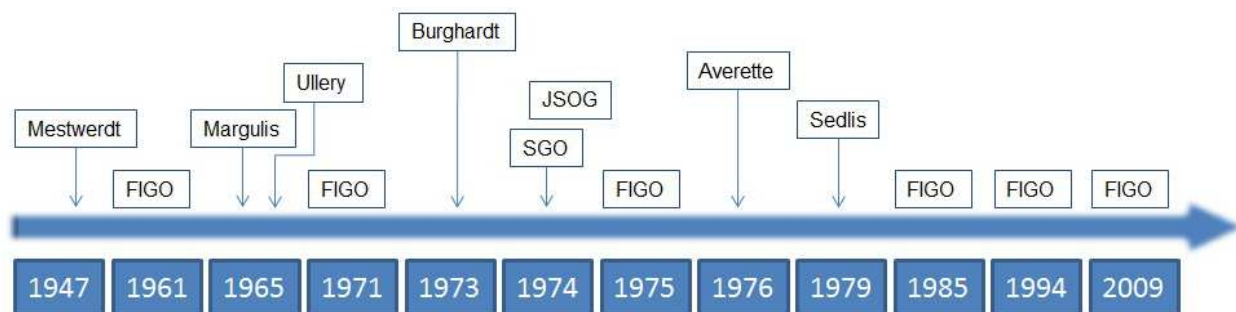 Burghardt
Ullery
Averette
JSOG
Mestwerdt
Margulis
Sedlis
SGO
FIGO
FIGO
FIGO
FIGO
FIGO
FIGO
1947 1961 1965 1971 1973 1974 1975 1976 1979 1985 1994 2009